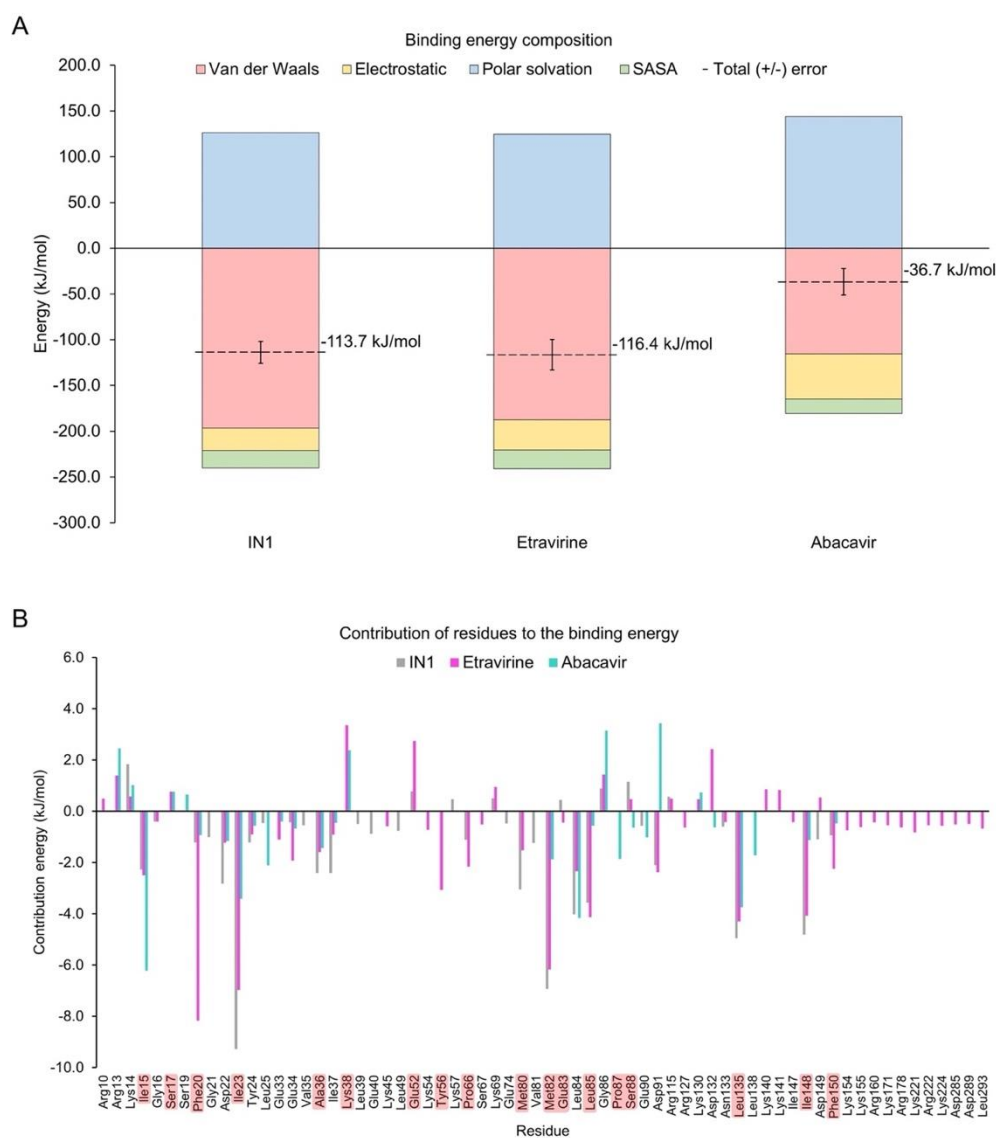 A
Binding energy composition
Van der Waals Electrostatic Polar solvation SASA - Total (+/-) error
200.0
150.0
100.0
50.0
0.0
-50.0
-100.0
-150.0
-200.0
-250.0
-300.0
Energy (kJ/mol)
-113.7 kJ/mol
-116.4 kJ/mol
-36.7 kJ/mol
IN1 Etravirine Abacavir
B
Contribution of residues to the binding energy
IN1 Etravirine Abacavir
6.0
4.0
2.0
0.0
-2.0
-4.0
-6.0
-8.0
-10.0
Contribution energy (kJ/mol)
Arg10
Arg13
Lys14
Ile15
Gly16
Ser17
Ser19
Phe20
Gly21
Asp22
Ile23
Tyr24
Leu25
Glu33
Glu34
Val35
Ala36
Ile37
Lys38
Leu39
Glu40
Lys45
Leu49
Glu52
Lys54
Tyr56
Lys57
Pro66
Ser67
Lys69
Glu74
Met80
Val81
Met82
Glu83
Leu84
Leu85
Gly86
Pro87
Ser88
Glu90
Asp91
Arg115
Arg127
Lys130
Asp132
Asn133
Leu135
Leu138
Lys140
Lys141
Ile147
Ile148
Asp149
Phe150
Lys154
Lys155
Arg160
Lys171
Arg178
Lys221
Arg222
Lys224
Asp285
Asp289
Leu293
Residue